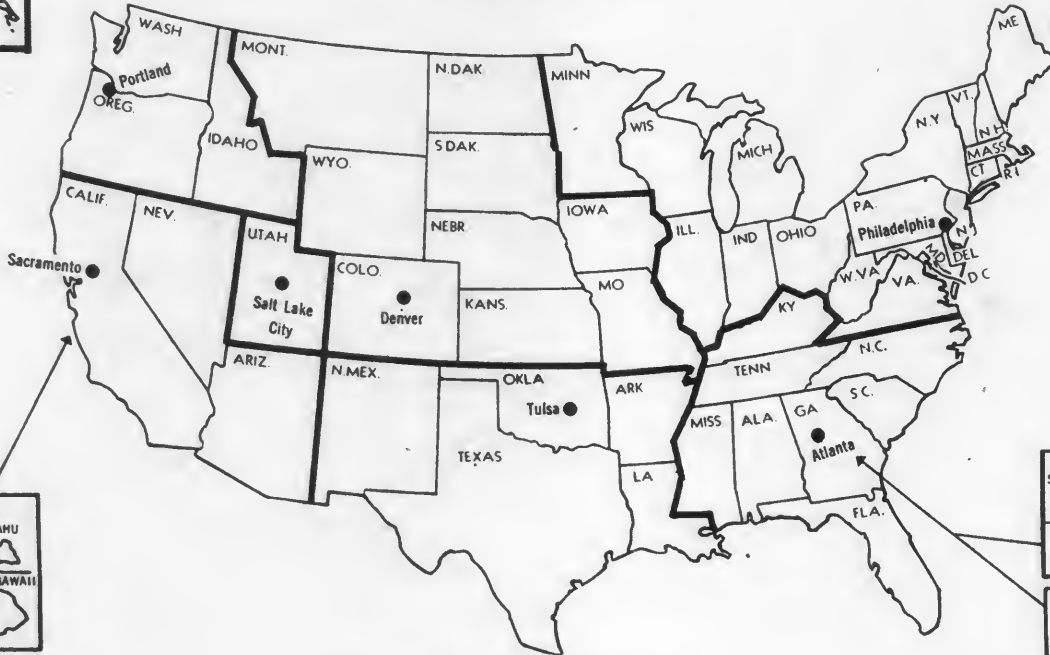 WASH
MONT.
N.DAK.
MINN
ME
Portland
OREG.
IDAHO
WYO.
S DAK.
WIS
MICH
N.Y
VT.
N.H
MASS
CT
RI
CALIF.
NEV.
UTAH
NEBR.
IOWA
ILL.
IND
OHIO
PA.
Philadelphia
N
DEL
MD
D C
Sacramento
Salt Lake
City
COLO.
Denver
KANS.
MO
W.VA
VA.
KY
ARIZ.
N.MEX.
OKLA
Tulsa
ARK
TENN
N.C.
S C.
MISS
ALA.
GA
Atlanta
TEXAS
LA
FLA.
AHU
HAWAII
S